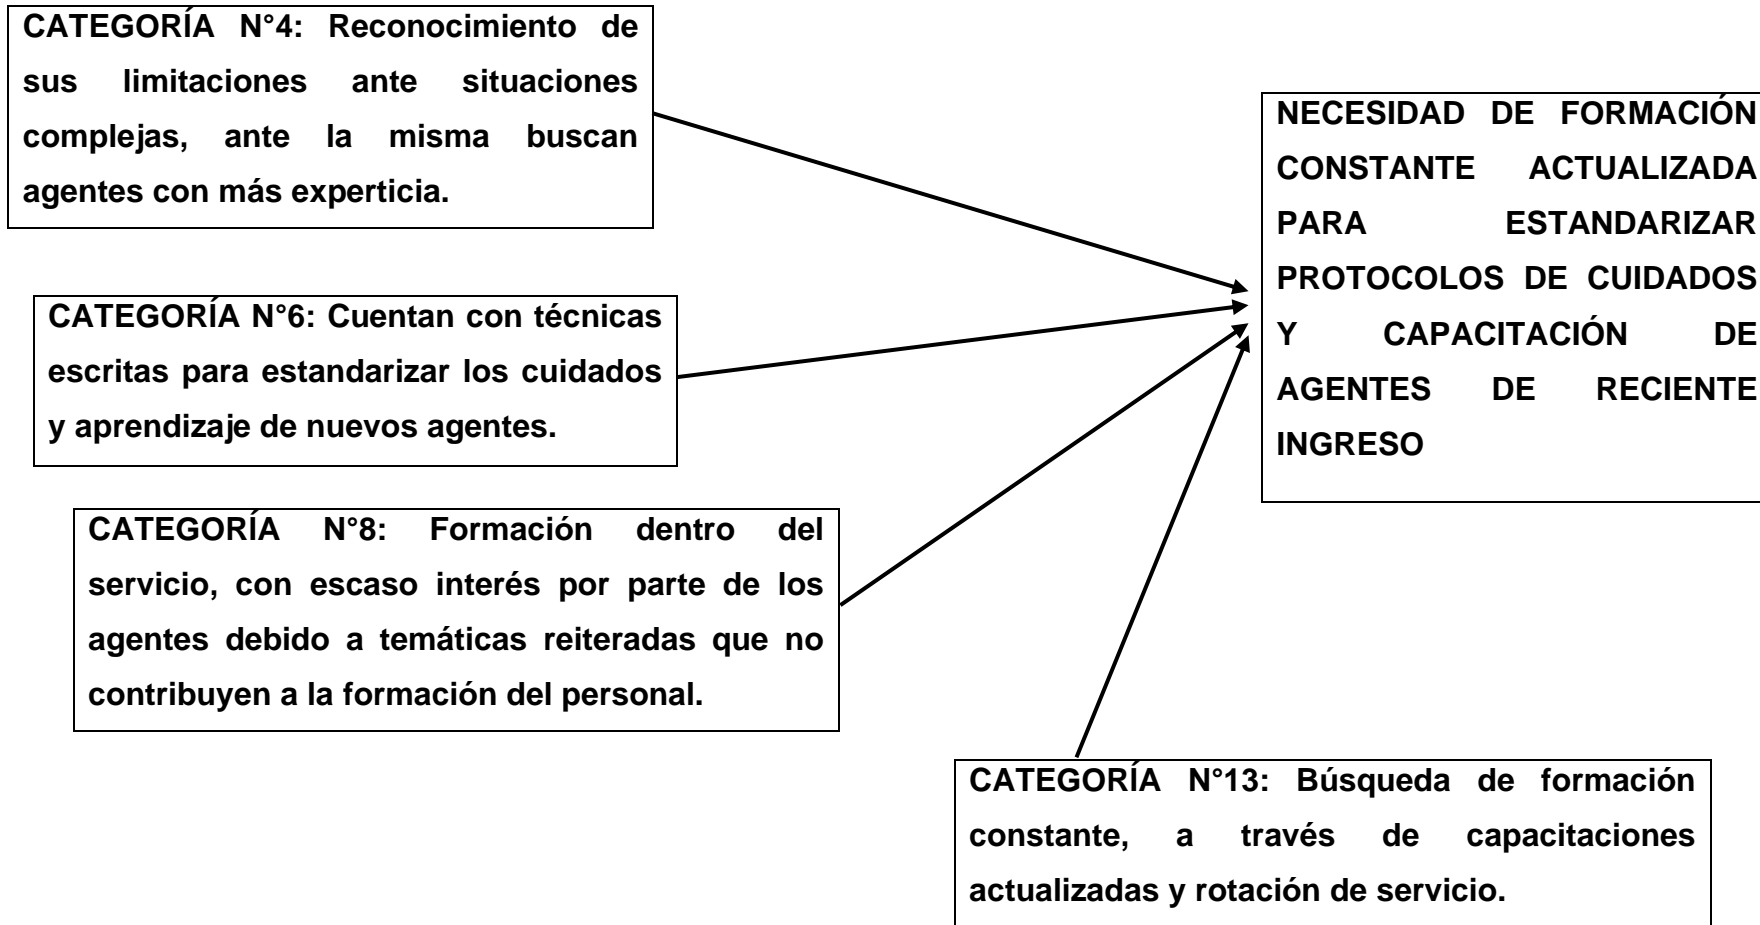 CATEGORÍA N°4: Reconocimiento de
sus limitaciones ante situaciones
complejas, ante la misma buscan
agentes con más experticia.
NECESIDAD DE FORMACIÓN
CONSTANTE ACTUALIZADA
PARA ESTANDARIZAR
PROTOCOLOS DE CUIDADOS
Y CAPACITACIÓN DE
AGENTES DE RECIENTE
INGRESO
CATEGORÍA N°6: Cuentan con técnicas
escritas para estandarizar los cuidados
y aprendizaje de nuevos agentes.
CATEGORÍA N°8: Formación dentro del
servicio, con escaso interés por parte de los
agentes debido a temáticas reiteradas que no
contribuyen a la formación del personal.
CATEGORÍA N°13: Búsqueda de formación
constante, a través de capacitaciones
actualizadas y rotación de servicio.